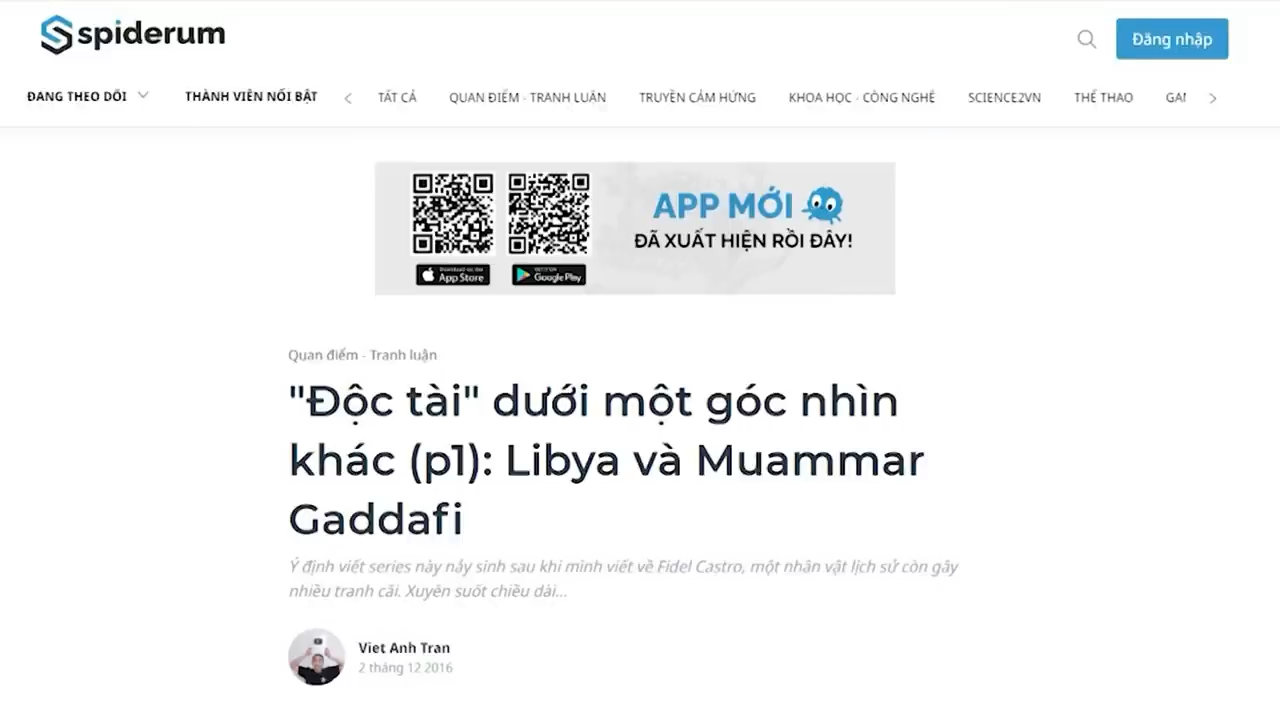 spiderum
Đăng nhập
ĐANG THEO DÕI
THÀNH VIÊN NỔI BẬT
TẤT CẢ
QUAN ĐIỂM - TRANH LUẬN
TRUYỀN CẢM HỨNG
KHOA HỌC - CÔNG NGHỆ
SCIENCE2VN
THỂ THAO
GAM
APP MỚI
ĐÃ XUẤT HIỆN RỒI ĐÂY!
App Store
Google Play
Quan điểm - Tranh luận
"Độc tài" dưới một góc nhìn
khác (p1): Libya và Muammar
Gaddafi
Ý định viết series này nảy sinh sau khi mình viết về Fidel Castro, một nhân vật lịch sử còn gây
nhiều tranh cãi. Xuyên suốt chiều dài...
Viet Anh Tran
2 tháng 12 2016